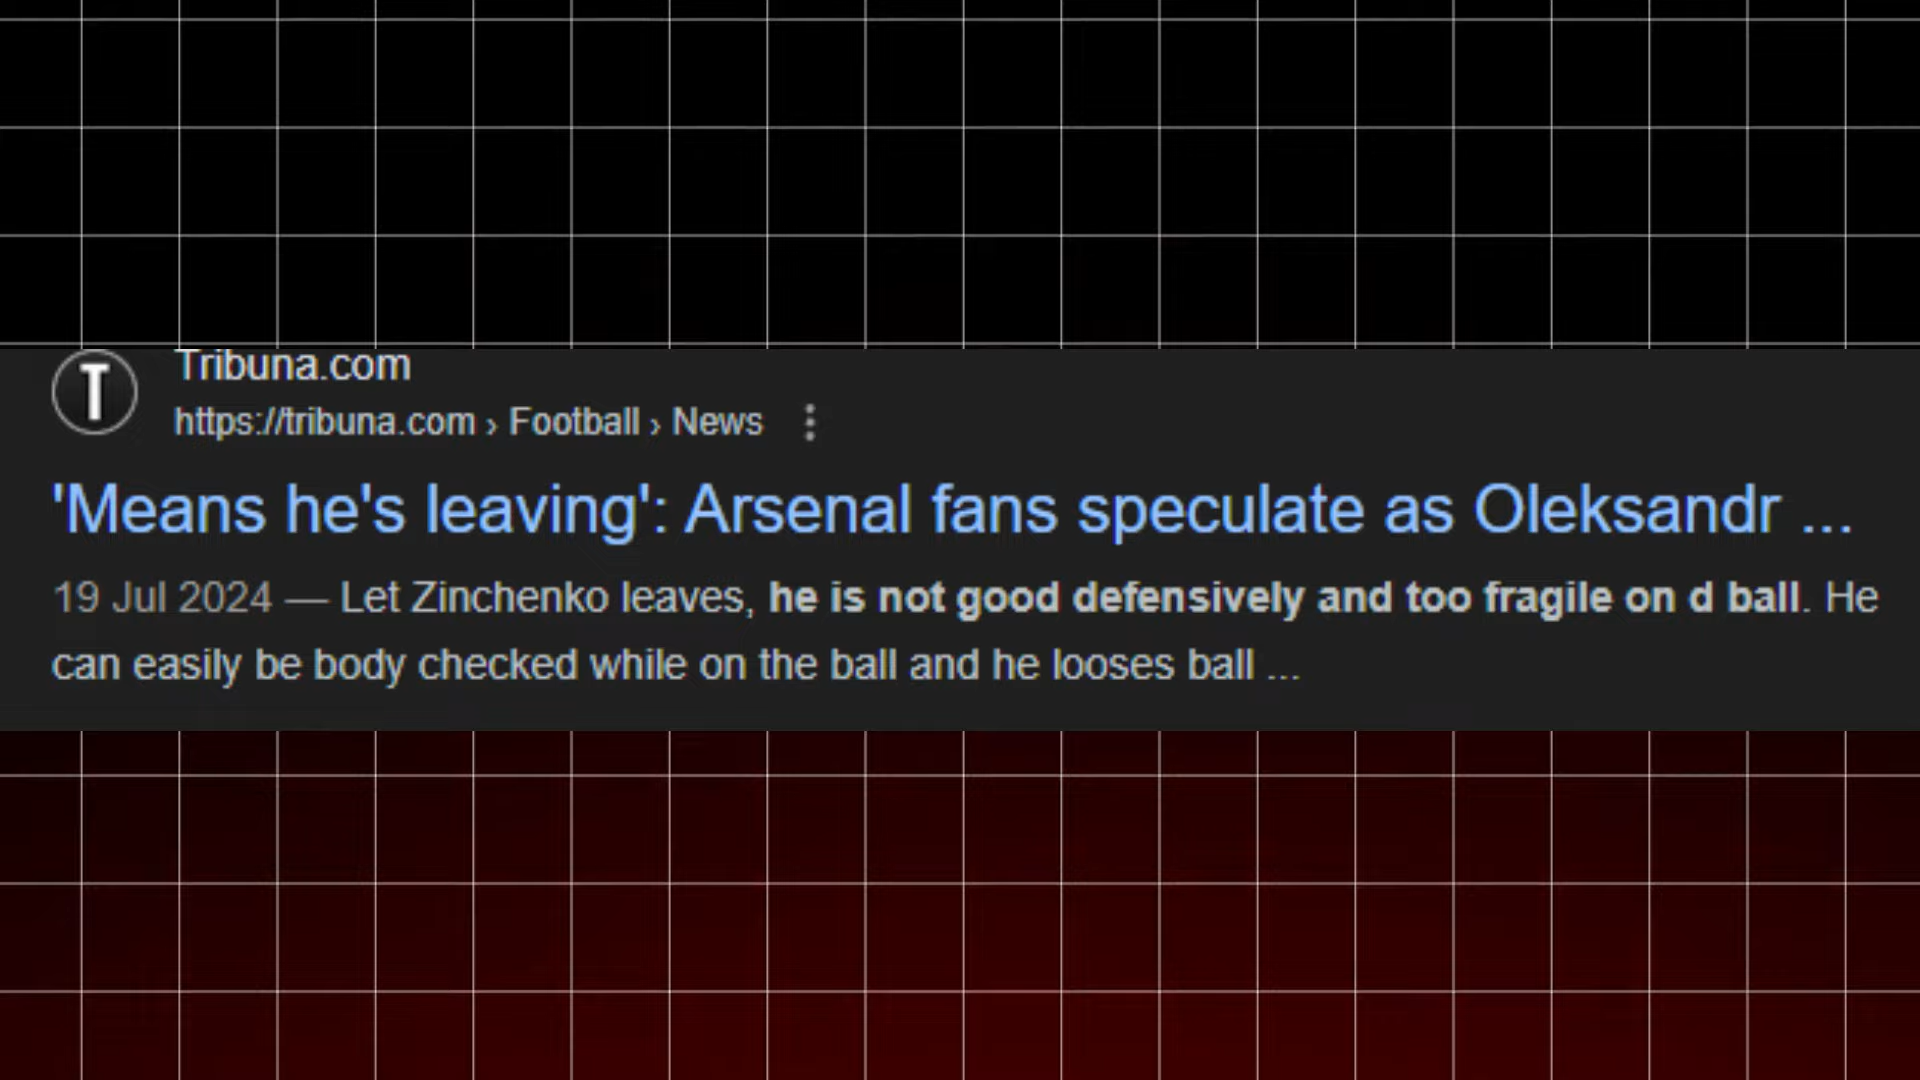 T
Tribuna.com
https://tribuna.com › Football › News
'Means he's leaving': Arsenal fans speculate as Oleksandr ...
19 Jul 2024 — Let Zinchenko leaves, he is not good defensively and too fragile on d ball. He
can easily be body checked while on the ball and he looses ball ...